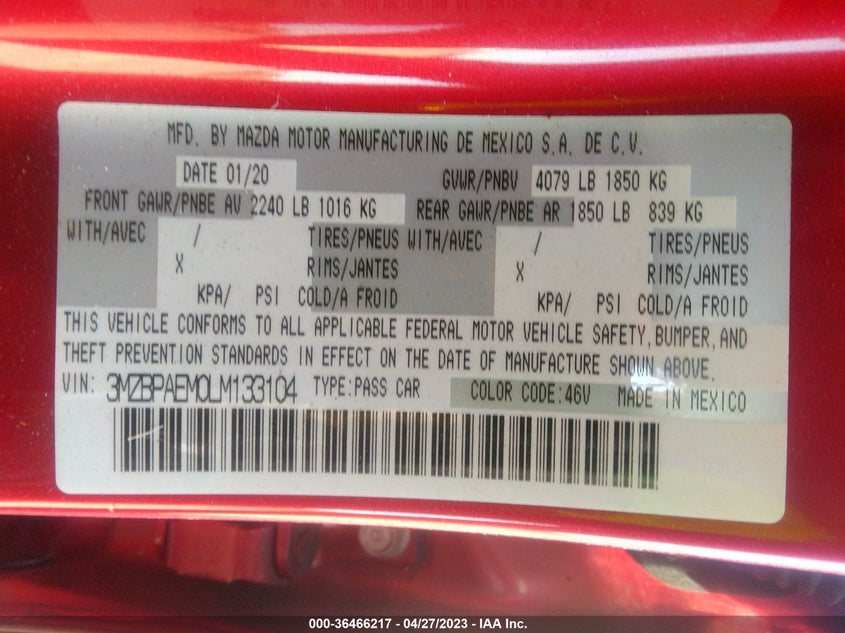 MFD. BY MAZDA MOTOR MANUFACTURING DE MEXICO S.A. DE C.V.
DATE 01/20 GVWR/PNBV 4079 LB 1850 KG
FRONT GAWR/PNBE AV 2240 LB 1016 KG REAR GAWR/PNBE AR 1850 LB 839 KG
WITH/AVEC / TIRES/PNEUS WITH/AVEC / TIRES/PNEUS
X RIMS/JANTES X RIMS/JANTES
KPA/ PSI COLD/A FROID KPA/ PSI COLD/A FROID
THIS VEHICLE CONFORMS TO ALL APPLICABLE FEDERAL MOTOR VEHICLE SAFETY, BUMPER, AND
THEFT PREVENTION STANDARDS IN EFFECT ON THE DATE OF MANUFACTURE SHOWN ABOVE.
VIN: 3MZBPAEM0LM133104 TYPE:PASS CAR COLOR CODE:46V MADE IN MEXICO
000-36466217 - 04/27/2023 - IAA Inc.